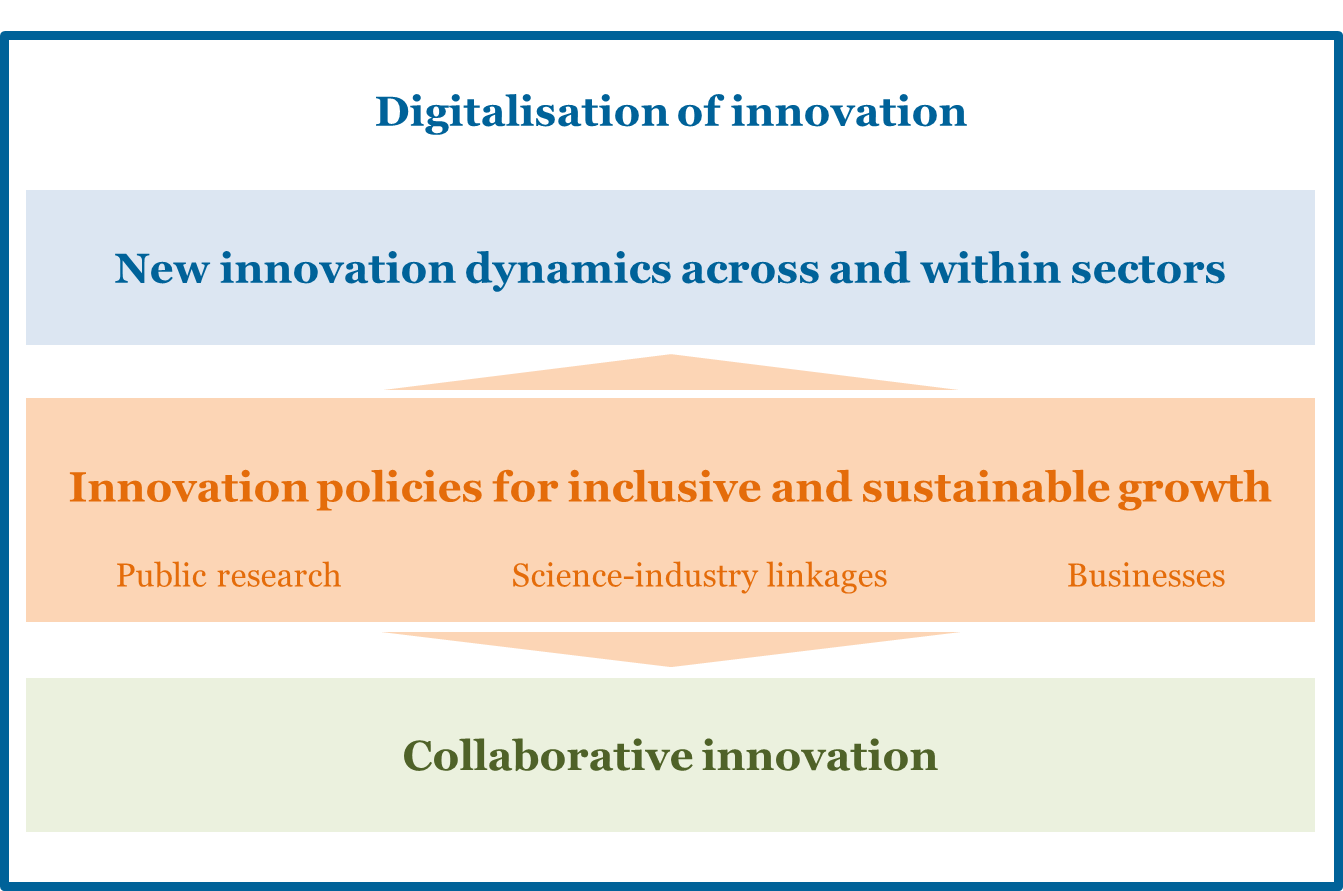 Digitalisation of innovation
New innovation dynamics across and within sectors
Innovation policies for inclusive and sustainable growth
Public research Science-industry linkages Businesses
Collaborative innovation